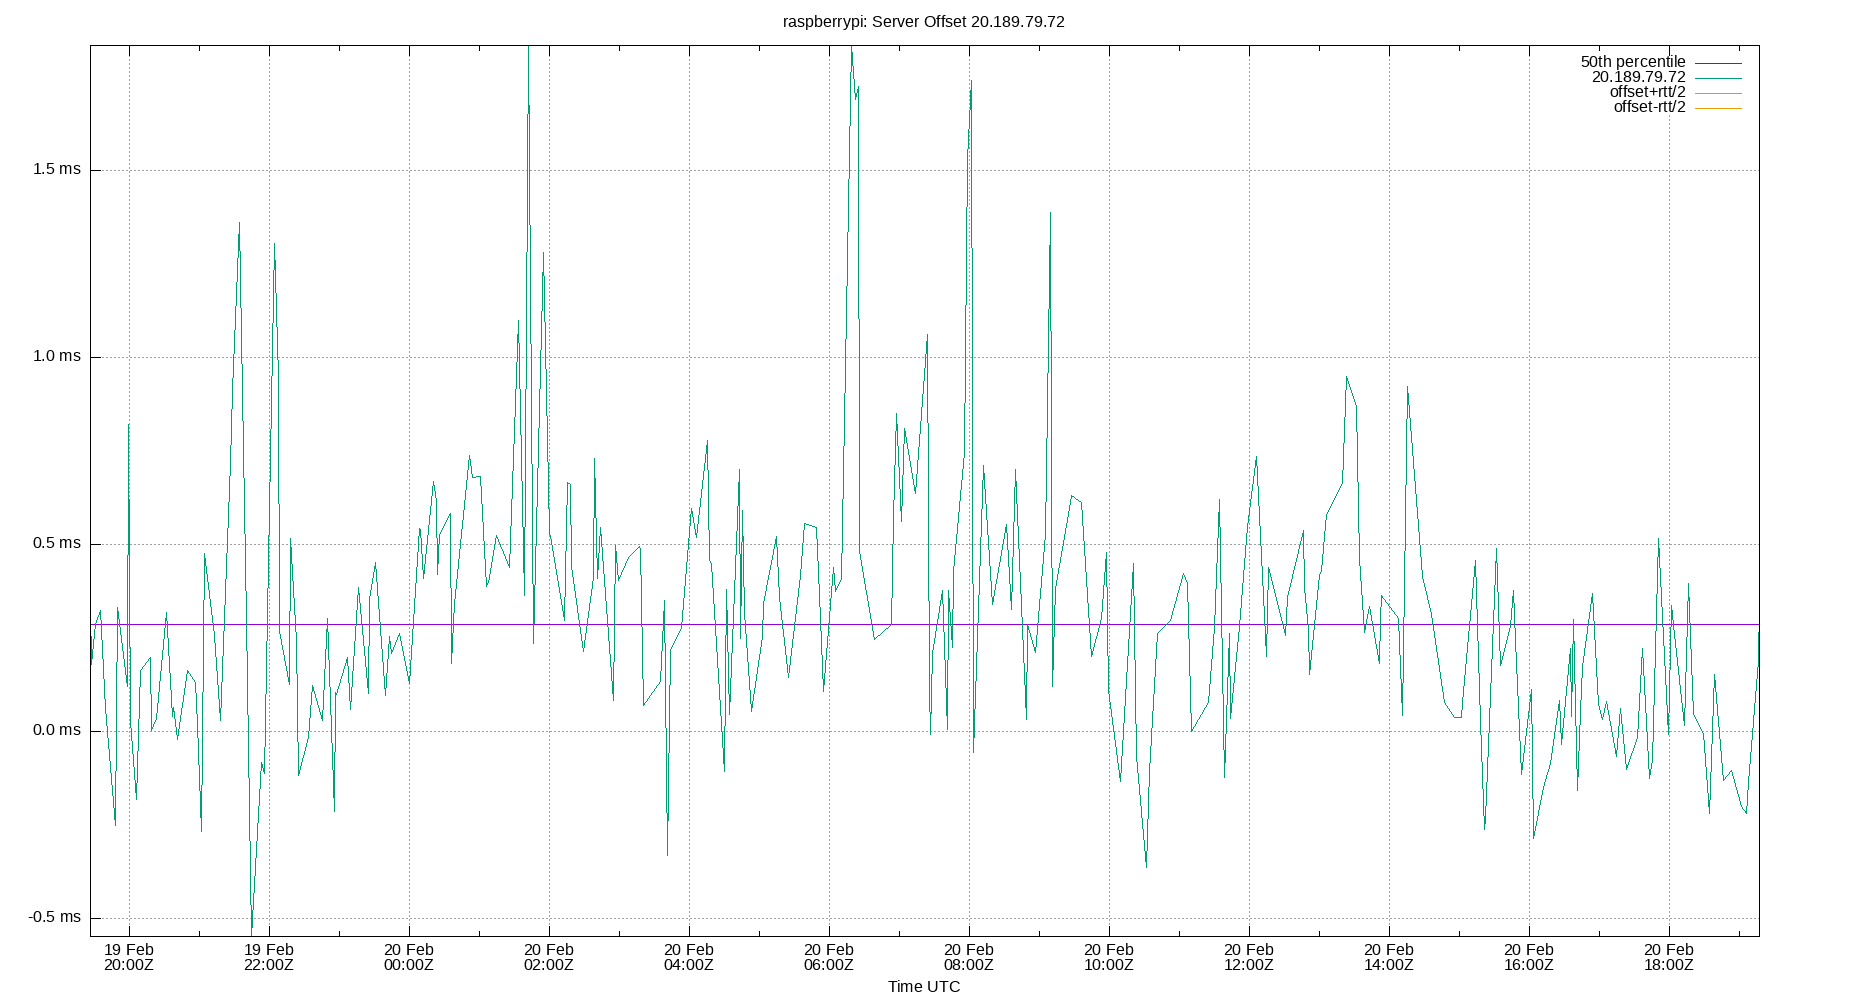 raspberrypi: Server Offset 20.189.79.72
50th percentile
20.189.79.72
offset+rtt/2
offset-rtt/2
1.5 ms
1.0 ms
0.5 ms
0.0 ms
-0.5 ms
19 Feb 19 Feb 20 Feb 20 Feb 20 Feb 20 Feb 20 Feb 20 Feb 20 Feb 20 Feb 20 Feb 20 Feb
20:00Z 22:00Z 00:00Z 02:00Z 04:00Z 06:00Z 08:00Z 10:00Z 12:00Z 14:00Z 16:00Z 18:00Z
Time UTC